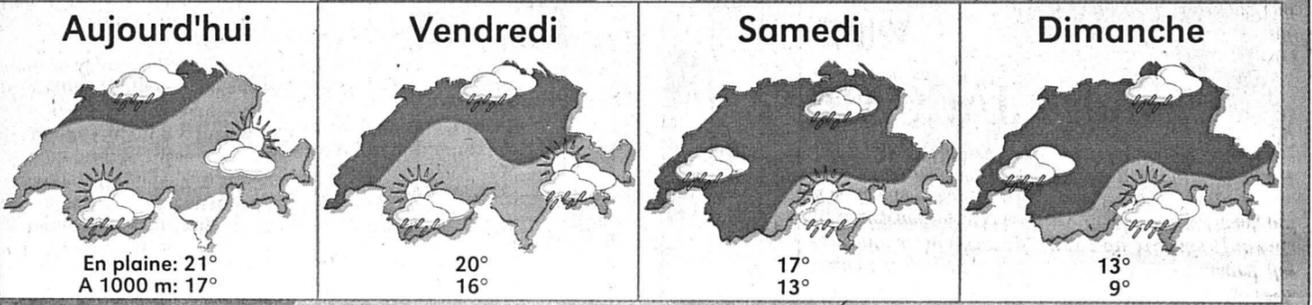 Aujourd'hui
En plaine: 21°
A 1000 m: 17°
Vendredi
20°
16°
Samedi
17°
13°
Dimanche
13°
9°